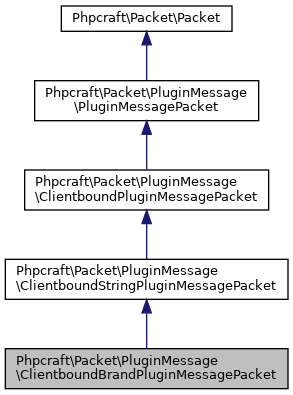 Phpcraft\Packet\Packet
Phpcraft\Packet\PluginMessage
\PluginMessagePacket
Phpcraft\Packet\PluginMessage
\ClientboundPluginMessagePacket
Phpcraft\Packet\PluginMessage
\ClientboundStringPluginMessagePacket
Phpcraft\Packet\PluginMessage
\ClientboundBrandPluginMessagePacket